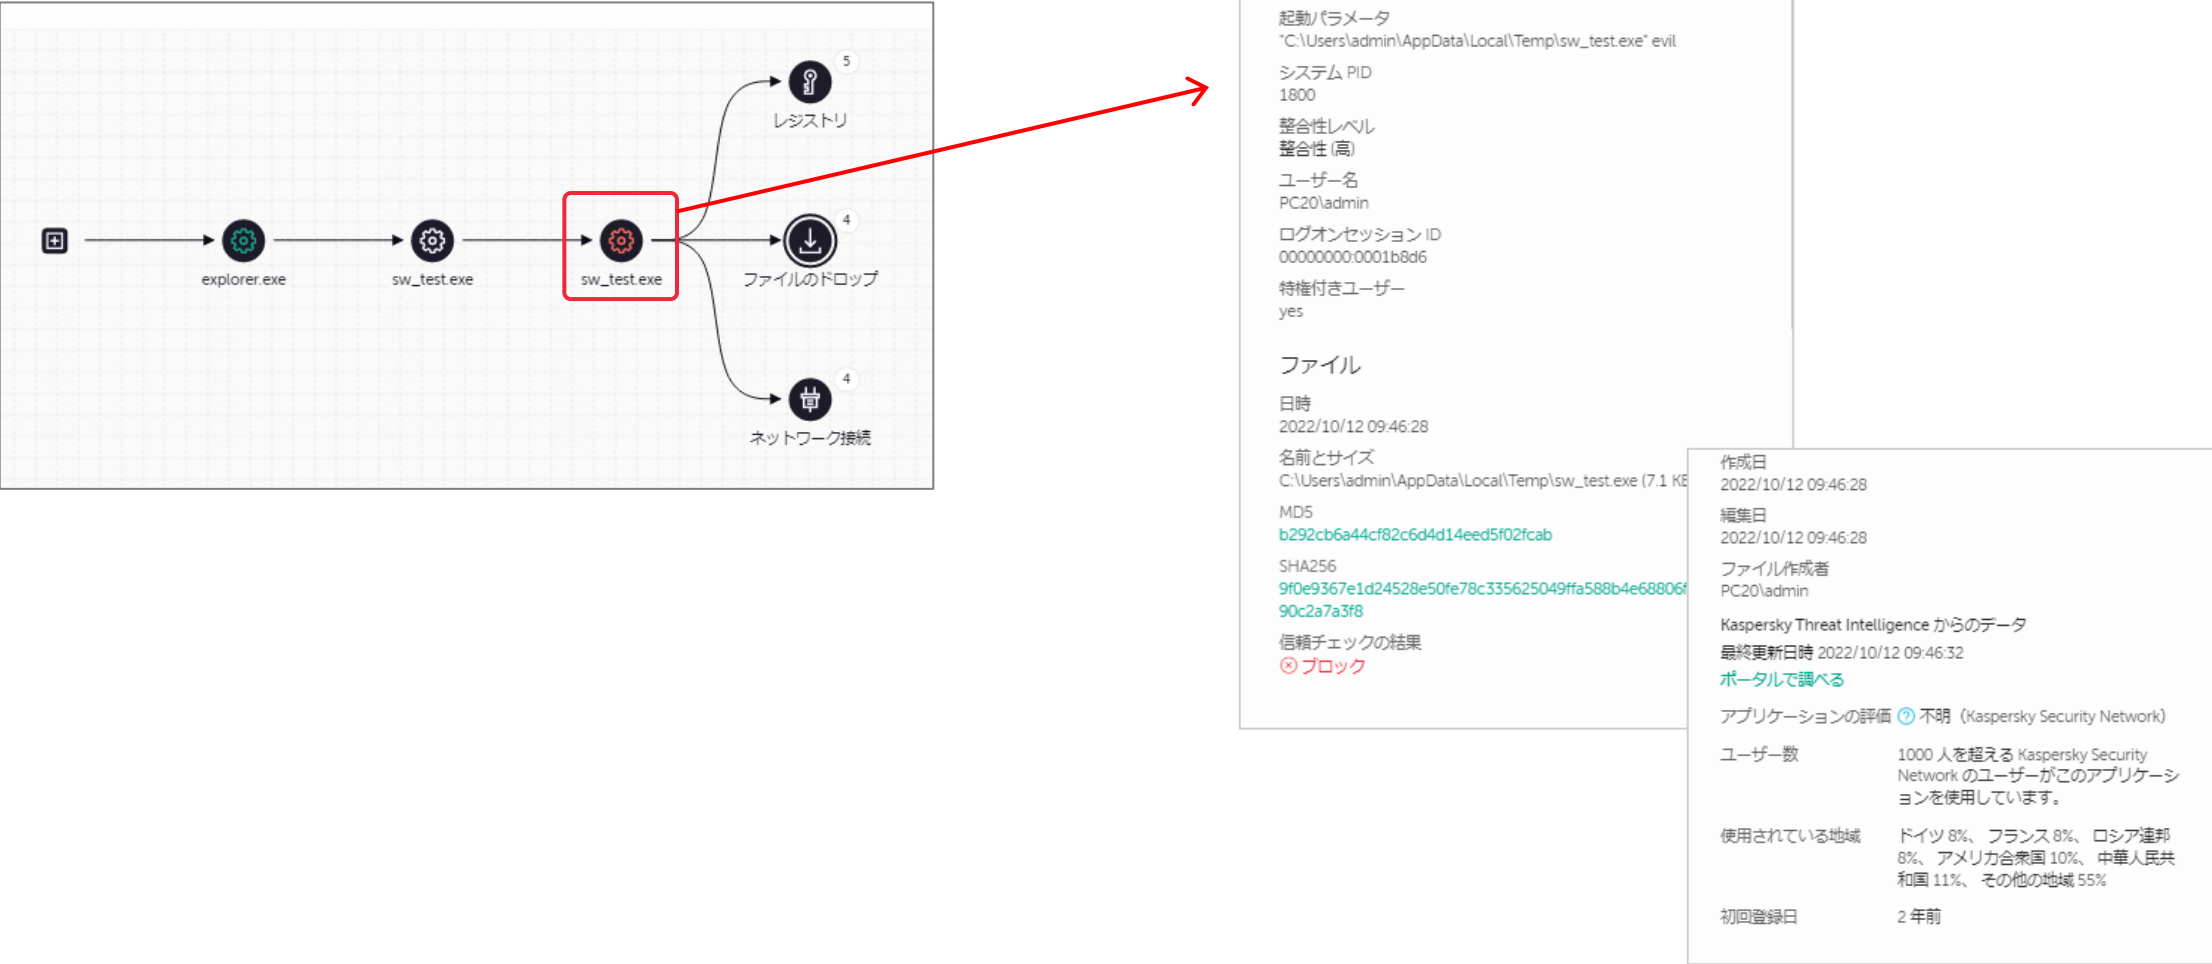 5
レジストリ
explorer.exe
sw_test.exe
sw_test.exe
4
ファイルのドロップ
4
ネットワーク接続
起動パラメータ
"C:\Users\admin\AppData\Local\Temp\sw_test.exe" evil
システム PID
1800
整合性レベル
整合性 (高)
ユーザー名
PC20\admin
ログオンセッション ID
00000000:0001b8d6
特権付きユーザー
yes
ファイル
日時
2022/10/12 09:46:28
名前とサイズ
C:\Users\admin\AppData\Local\Temp\sw_test.exe (7.1 KB
MD5
b292cb6a44cf82c6d4d14eed5f02fcab
SHA256
9f0e9367e1d24528e50fe78c335625049ffa588b4e68806f
90c2a7a3f8
信頼チェックの結果
ブロック
作成日
2022/10/12 09:46:28
編集日
2022/10/12 09:46:28
ファイル作成者
PC20\admin
Kaspersky Threat Intelligence からのデータ
最終更新日時 2022/10/12 09:46:32
ポータルで調べる
アプリケーションの評価 ? 不明（Kaspersky Security Network）
ユーザー数
1000 人を超える Kaspersky Security
Network のユーザーがこのアプリケーシ
ョンを使用しています。
使用されている地域
ドイツ 8%、 フランス 8%、 ロシア連邦
8%、 アメリカ合衆国 10%、 中華人民共
和国 11%、 その他の地域 55%
初回登録日
2 年前